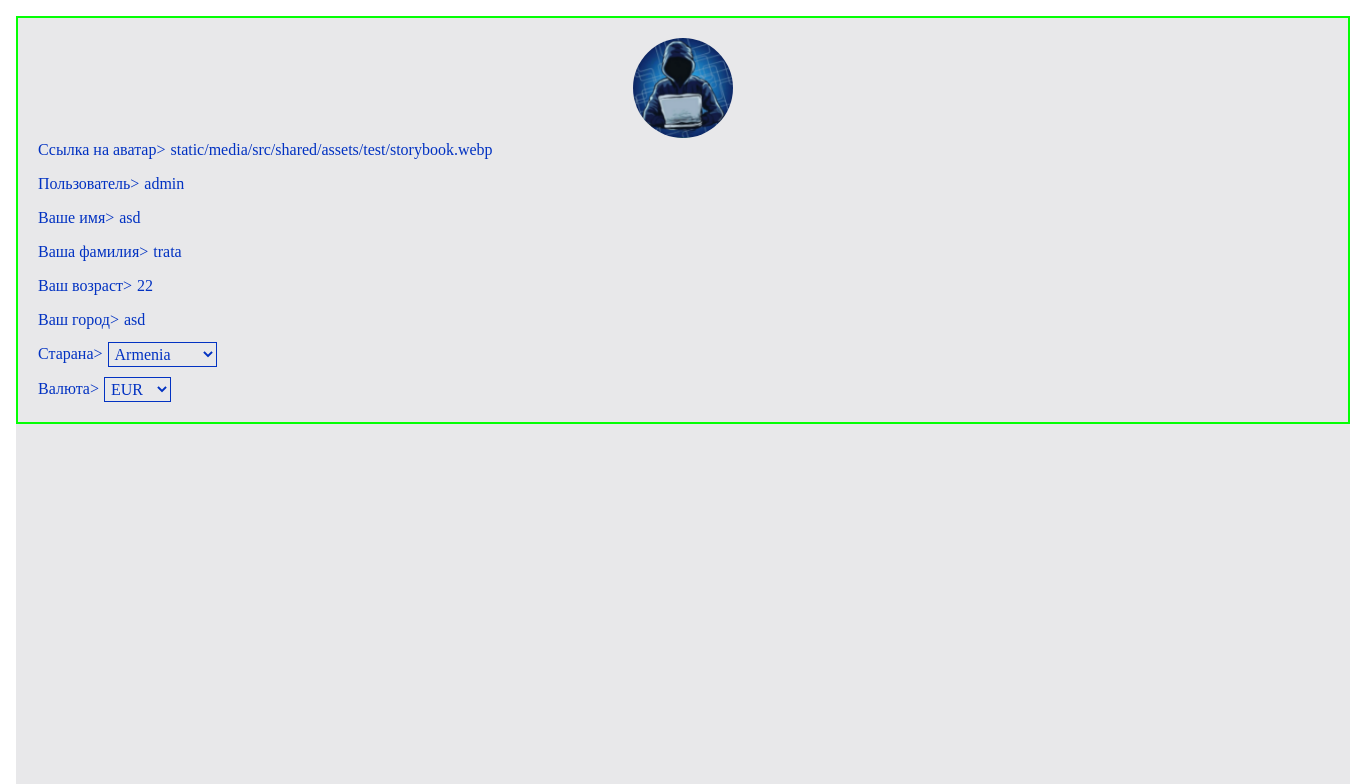 Ссылка на аватар> static/media/src/shared/assets/test/storybook.webp
Пользователь> admin
Ваше имя> asd
Ваша фамилия> trata
Ваш возраст> 22
Ваш город> asd
Старана> Armenia
Валюта> EUR